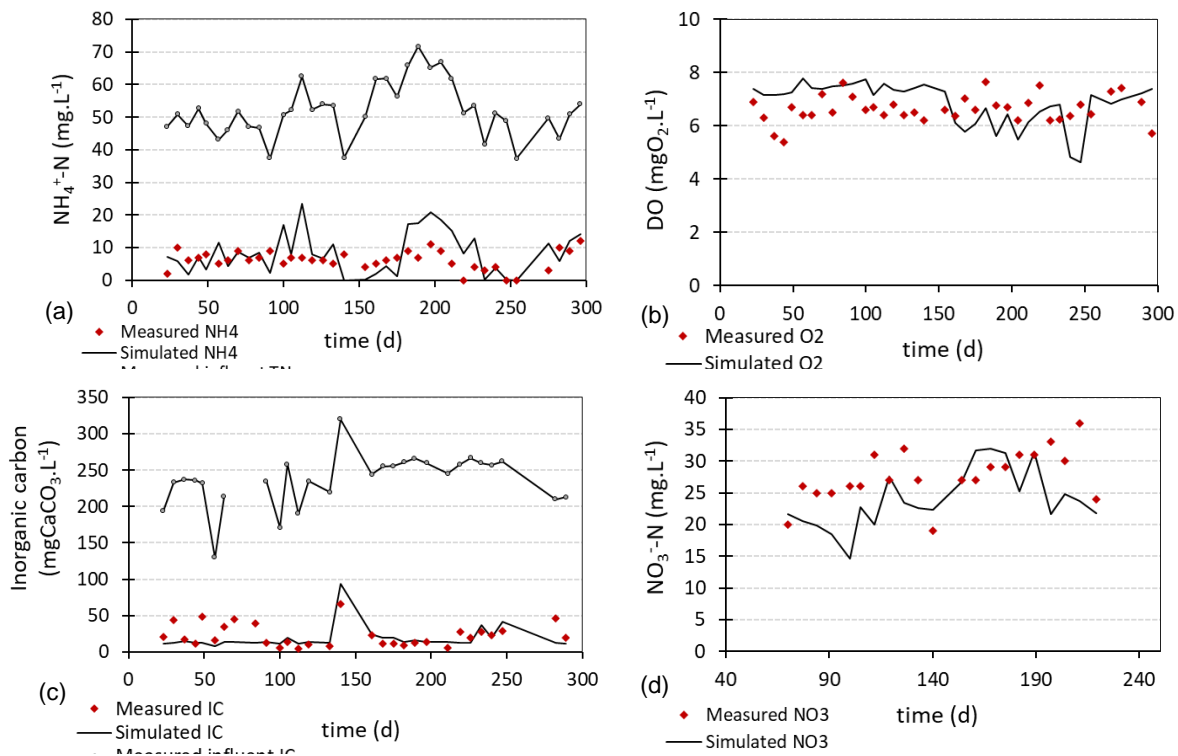 80
70
60
50
40
30
20
10
0
NH4+-N (mg.L-1)
0 50 100 150 200 250 300
time (d)
(a)
Measured NH4
Simulated NH4
10
8
6
4
2
0
DO (mgO2.L-1)
0 50 100 150 200 250 300
time (d)
(b)
Measured O2
Simulated O2
350
300
250
200
150
100
50
0
Inorganic carbon
(mgCaCO3.L-1)
0 50 100 150 200 250 300
time (d)
(c)
Measured IC
Simulated IC
Measured influent IC
40
35
30
25
20
15
10
5
0
NO3--N (mg.L-1)
40 90 140 190 240
time (d)
(d)
Measured NO3
Simulated NO3